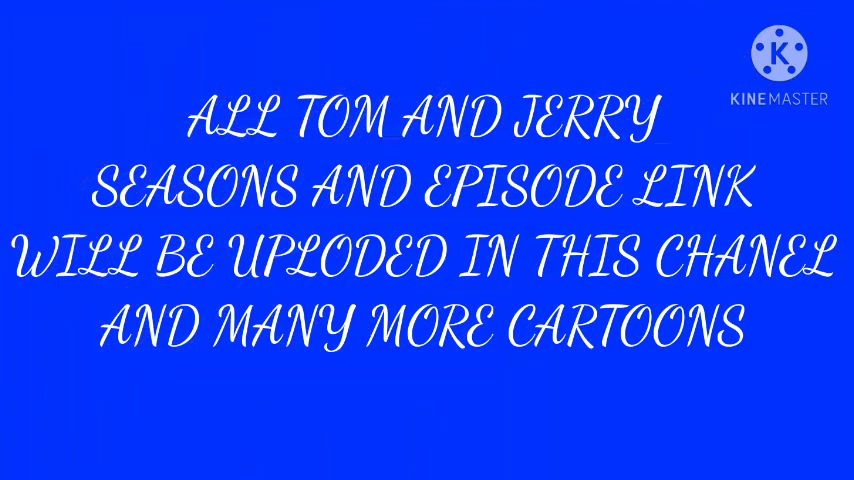 K
KINEMASTER
ALL TOM AND JERRY
SEASONS AND EPISODE LINK
WILL BE UPLODED IN THIS CHANEL
AND MANY MORE CARTOONS